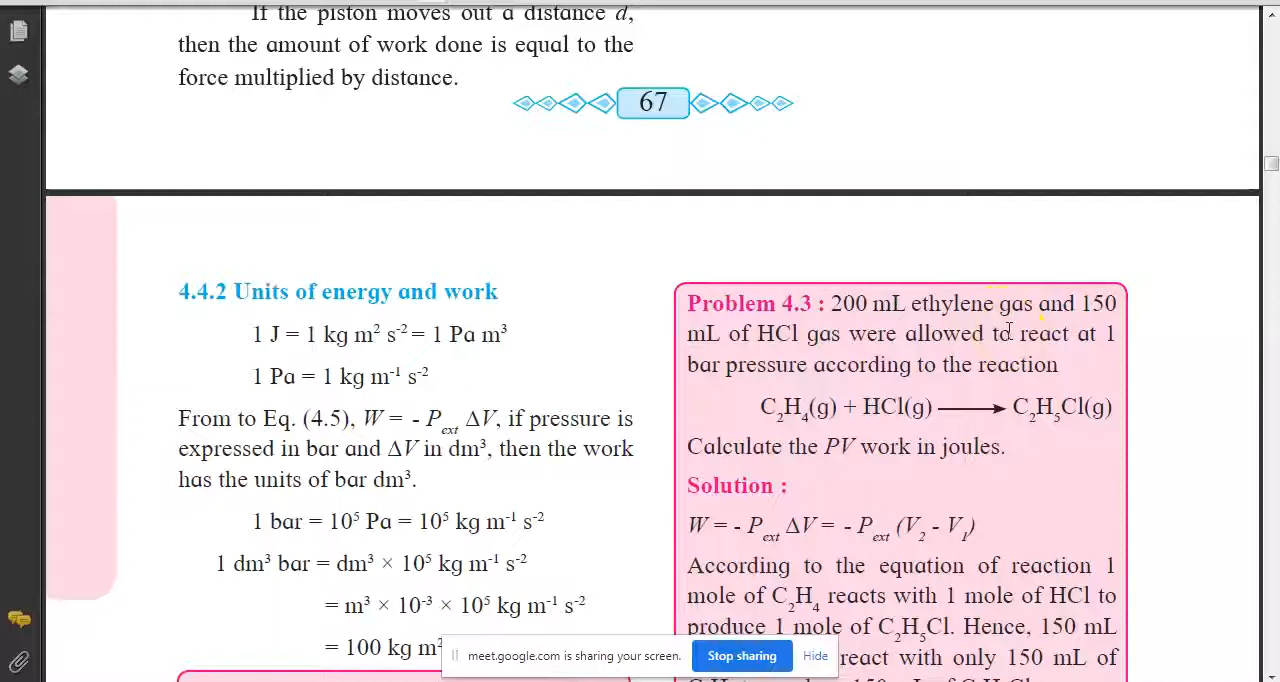 If the piston moves out a distance d,
then the amount of work done is equal to the
force multiplied by distance.
67
4.4.2 Units of energy and work
1 J = 1 kg m² s⁻² = 1 Pa m³
1 Pa = 1 kg m⁻¹ s⁻²
From to Eq. (4.5), W = - P_ext ΔV, if pressure is
expressed in bar and ΔV in dm³, then the work
has the units of bar dm³.
1 bar = 10⁵ Pa = 10⁵ kg m⁻¹ s⁻²
1 dm³ bar = dm³ × 10⁵ kg m⁻¹ s⁻²
= m³ × 10⁻³ × 10⁵ kg m⁻¹ s⁻²
= 100 kg m²
Problem 4.3 : 200 mL ethylene gas and 150
mL of HCl gas were allowed to react at 1
bar pressure according to the reaction
C₂H₄(g) + HCl(g) ⟶ C₂H₅Cl(g)
Calculate the PV work in joules.
Solution :
W = - P_ext ΔV = - P_ext (V₂ - V₁)
According to the equation of reaction 1
mole of C₂H₄ reacts with 1 mole of HCl to
produce 1 mole of C₂H₅Cl. Hence, 150 mL
react with only 150 mL of
meet.google.com is sharing your screen.
Stop sharing
Hide